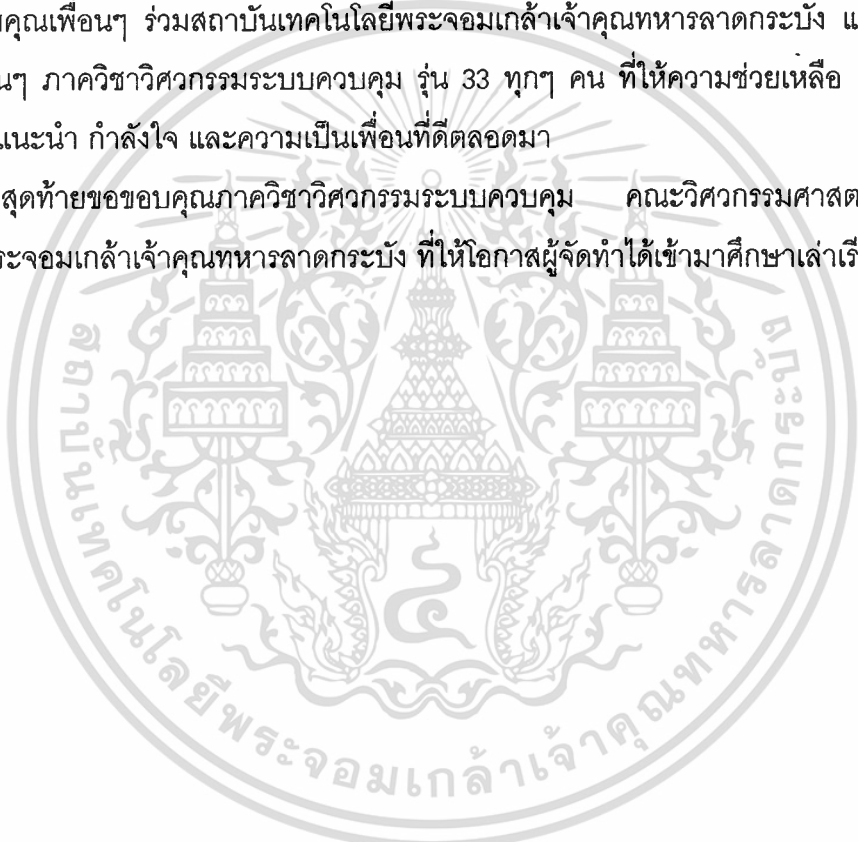 คุณเพื่อนๆ ร่วมสถาบันเทคโนโลยีพระจอมเกล้าเจ้าคุณทหารลาดกระบัง แ
นๆ ภาควิชาวิศวกรรมระบบควบคุม รุ่น 33 ทุกๆ คน ที่ให้ความช่วยเหลือ
แนะนำ กำลังใจ และความเป็นเพื่อนที่ดีตลอดมา
สุดท้ายขอขอบคุณภาควิชาวิศวกรรมระบบควบคุม คณะวิศวกรรมศาสต
ระจอมเกล้าเจ้าคุณทหารลาดกระบัง ที่ให้โอกาสผู้จัดทำได้เข้ามาศึกษาเล่าเรี
สถาบันเทคโนโลยีพระจอมเกล้าเจ้าคุณทหารลาดกระบัง